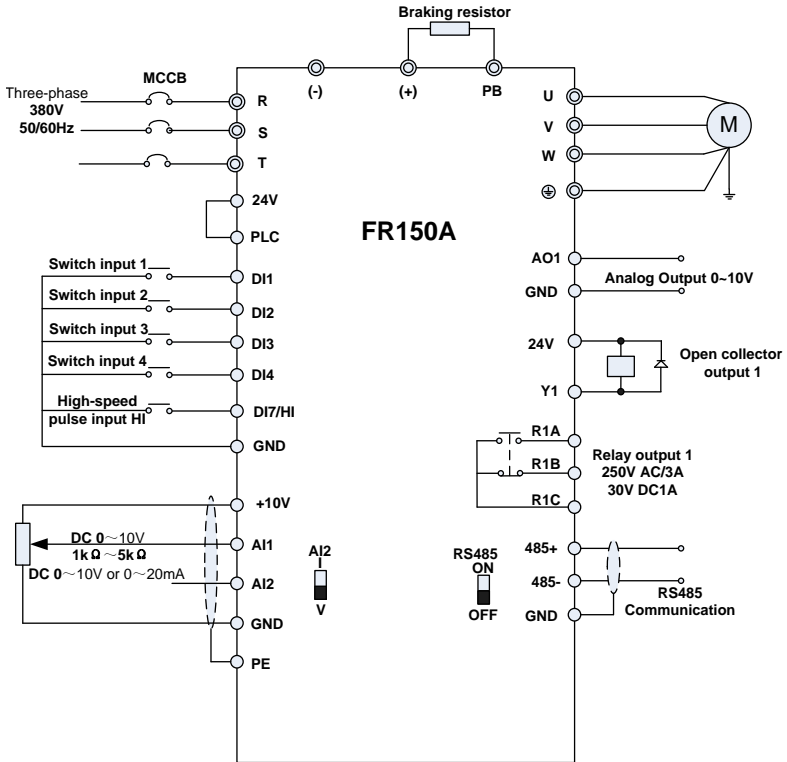 Braking resistor
MCCB
Three-phase
380V
50/60Hz
R
S
T
(-)
(+)
PB
U
V
W
M
24V
PLC
FR150A
Switch input 1
DI1
Switch input 2
DI2
Switch input 3
DI3
Switch input 4
DI4
High-speed
pulse input HI
DI7/HI
GND
AO1
Analog Output 0~10V
GND
24V
Open collector
output 1
Y1
R1A
R1B
R1C
Relay output 1
250V AC/3A
30V DC1A
+10V
DC 0～10V
1kΩ～5kΩ
AI1
DC 0～10V or 0～20mA
AI2
GND
PE
AI2
I
V
RS485
ON
OFF
485+
485-
GND
RS485
Communication